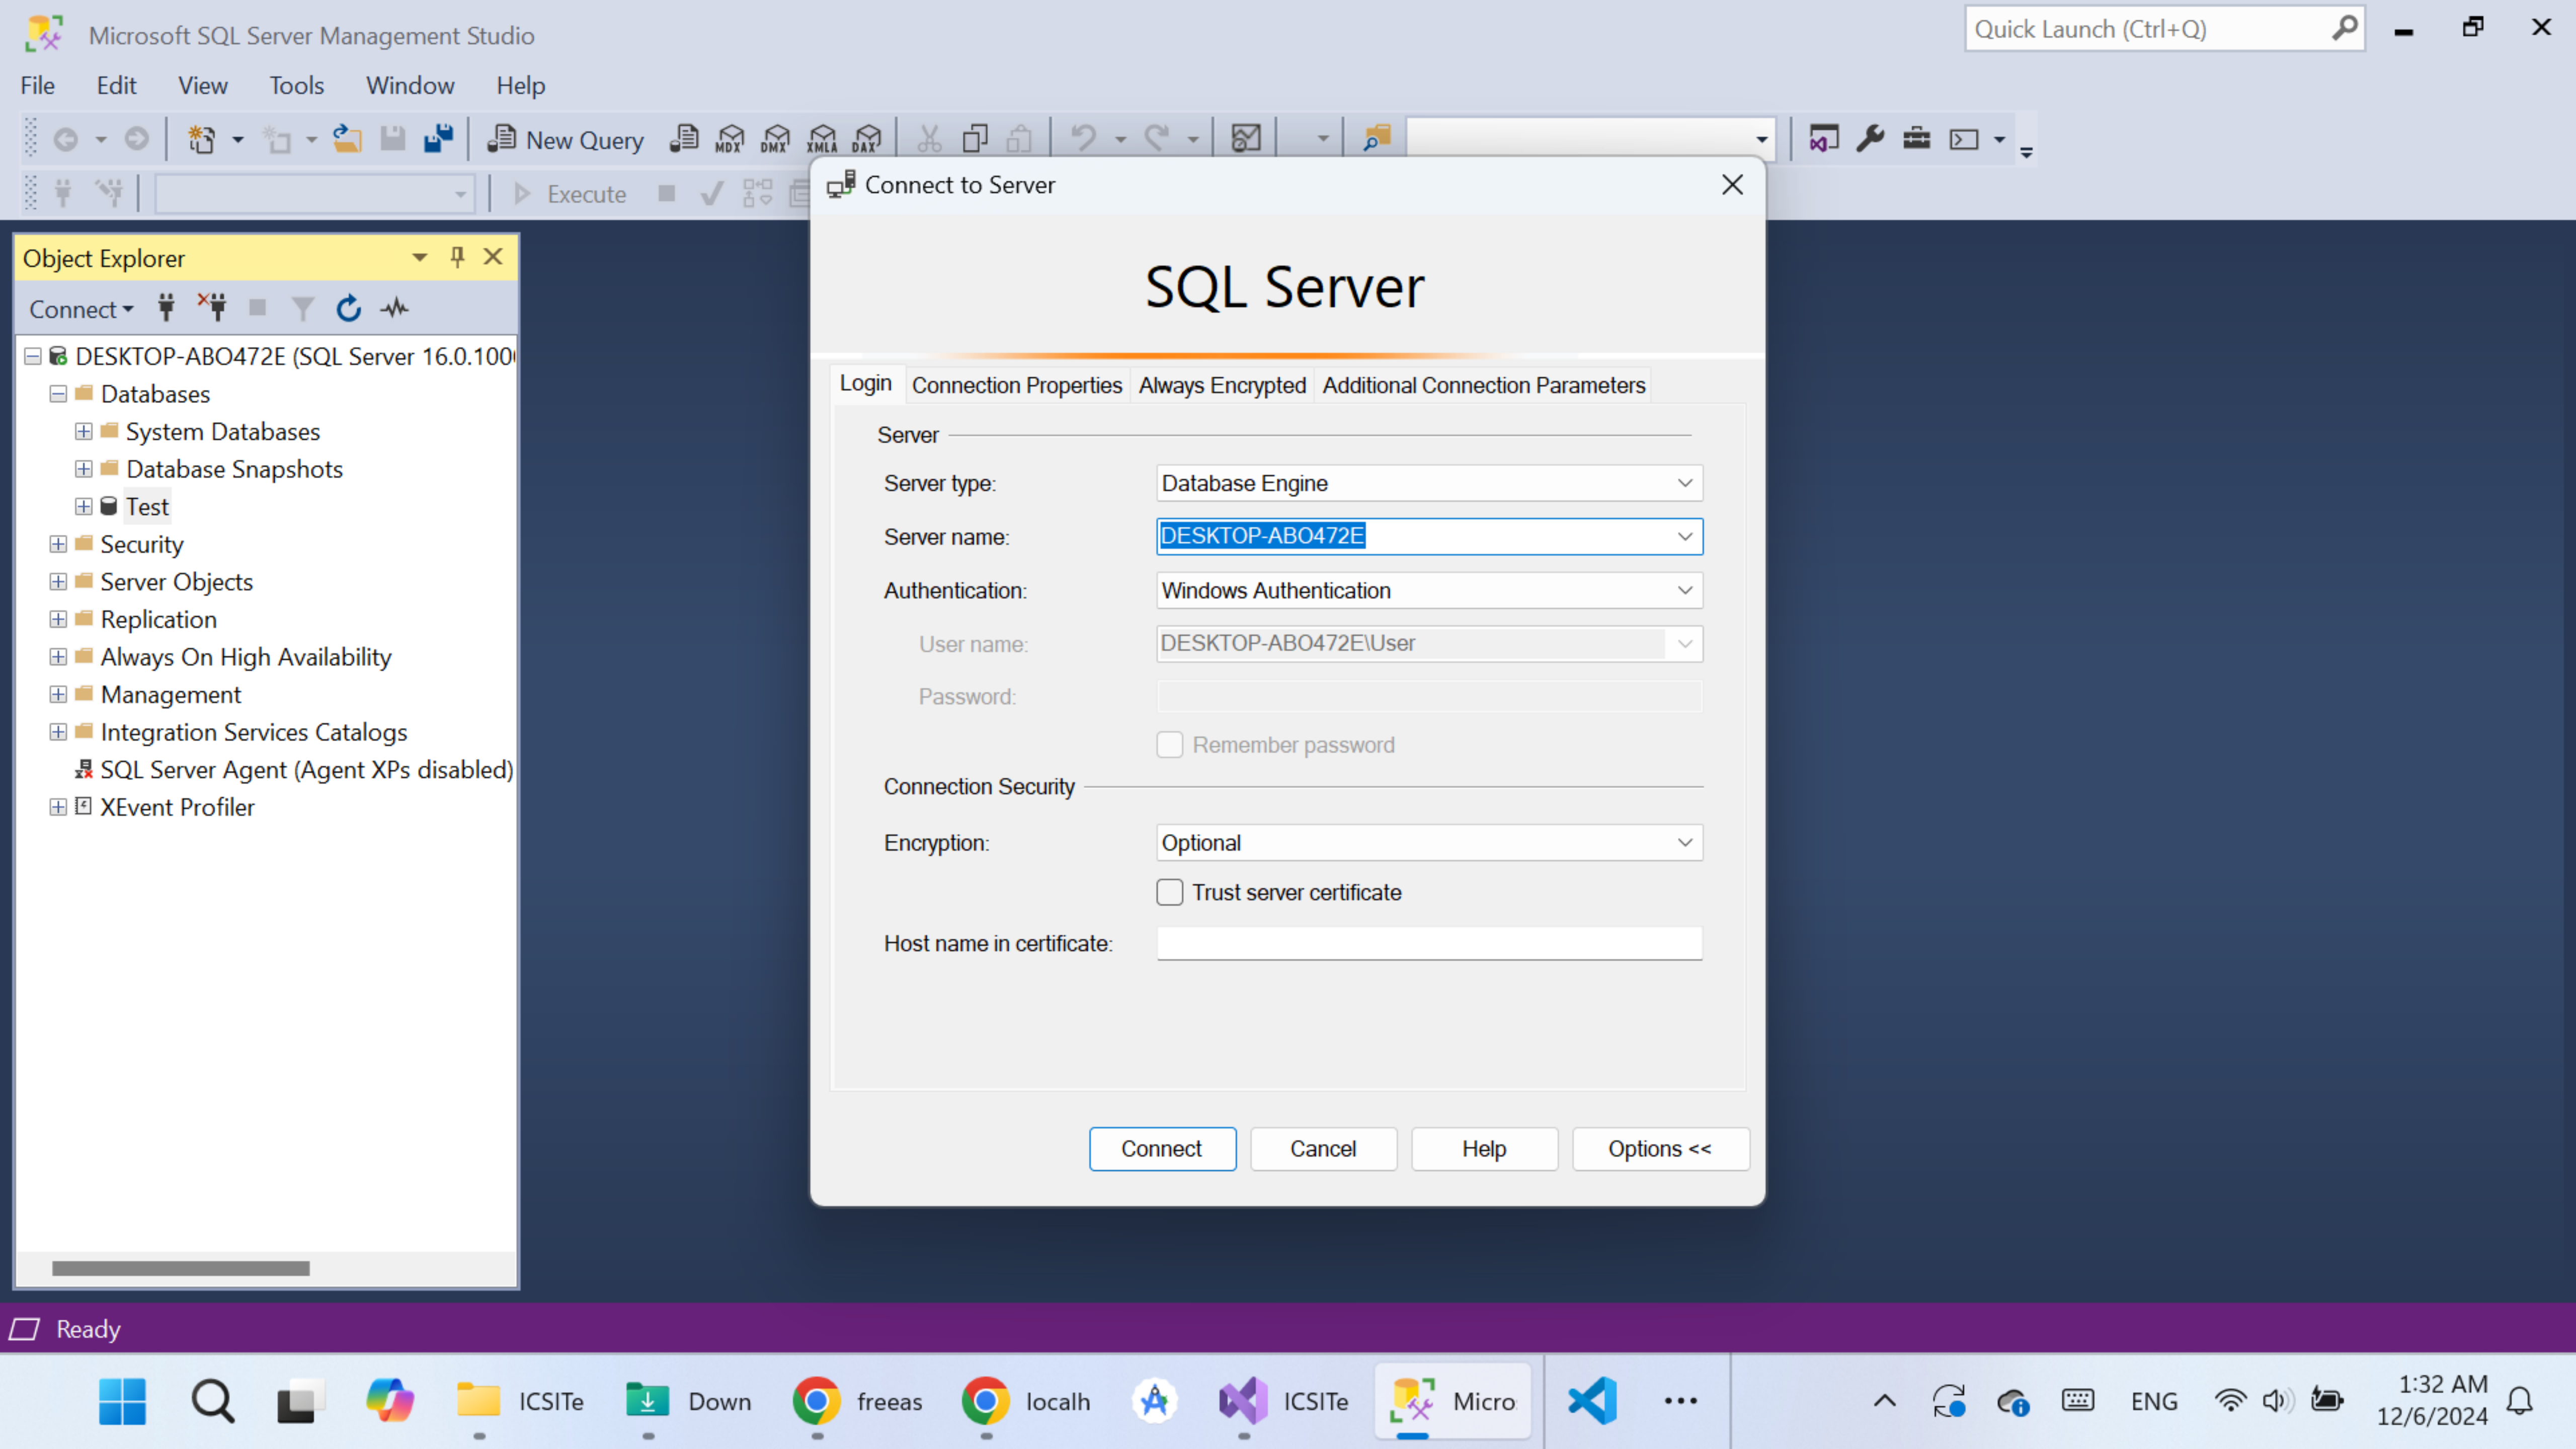 Microsoft SQL Server Management Studio
Quick Launch (Ctrl+Q)
File Edit View Tools Window Help
New Query MDX DMX XMLA DAX
Execute
Object Explorer
Connect
DESKTOP-ABO472E (SQL Server 16.0.100
Databases
System Databases
Database Snapshots
Test
Security
Server Objects
Replication
Always On High Availability
Management
Integration Services Catalogs
SQL Server Agent (Agent XPs disabled)
XEvent Profiler
Connect to Server
SQL Server
Login Connection Properties Always Encrypted Additional Connection Parameters
Server
Server type: Database Engine
Server name: DESKTOP-ABO472E
Authentication: Windows Authentication
User name: DESKTOP-ABO472E\User
Password:
Remember password
Connection Security
Encryption: Optional
Trust server certificate
Host name in certificate:
Connect Cancel Help Options <<
Ready
ICSITe Down freeas localh ICSITe Micro ENG
1:32 AM
12/6/2024